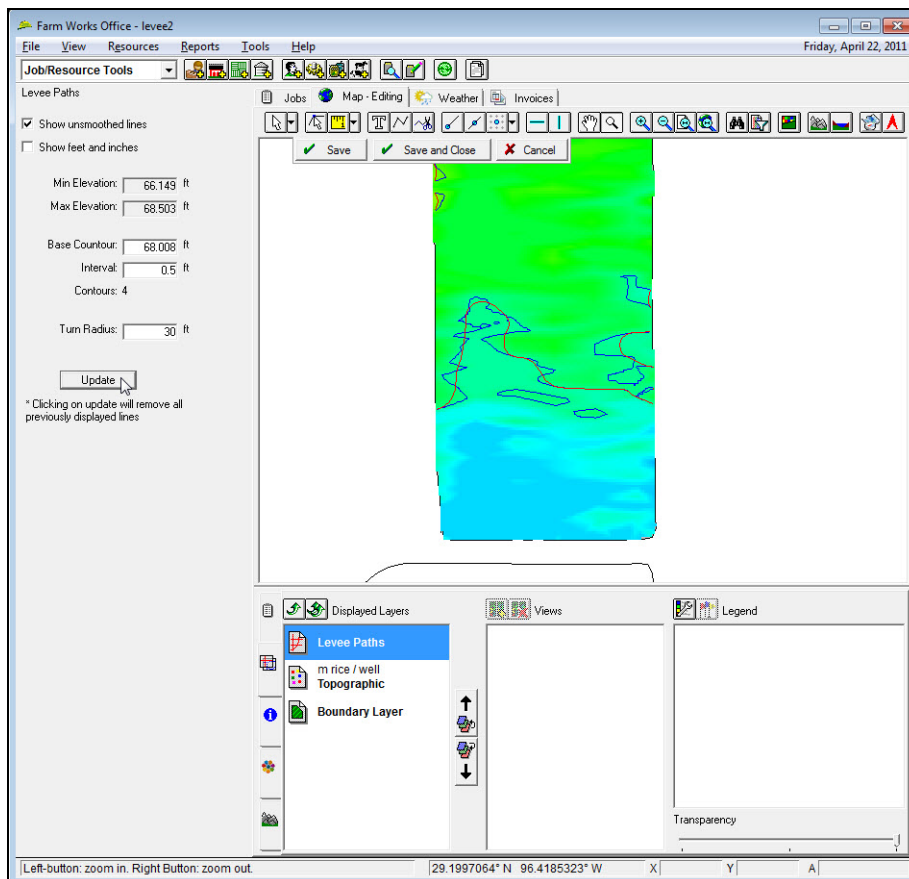 Farm Works Office - levee2
File View Resources Reports Tools Help Friday, April 22, 2011
Job/Resource Tools
Levee Paths
Jobs Map - Editing Weather Invoices
Show unsmoothed lines
Show feet and inches
Save Save and Close Cancel
Min Elevation: 66.149 ft
Max Elevation: 68.503 ft
Base Countour: 68.008 ft
Interval: 0.5 ft
Contours: 4
Turn Radius: 30 ft
Update
* Clicking on update will remove all
previously displayed lines
Displayed Layers Views Legend
Levee Paths
m rice / well
Topographic
Boundary Layer
Transparency
Left-button: zoom in. Right Button: zoom out. 29.1997064° N 96.4185323° W X Y A